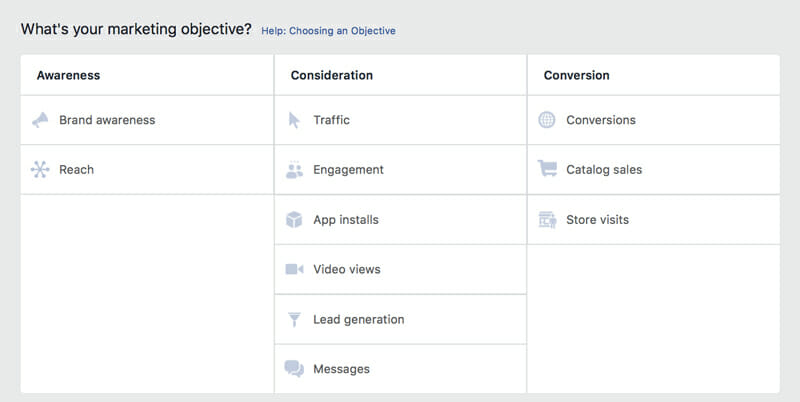 What's your marketing objective? Help: Choosing an Objective
Awareness Consideration Conversion
Brand awareness Traffic Conversions
Reach Engagement Catalog sales
App installs Store visits
Video views
Lead generation
Messages